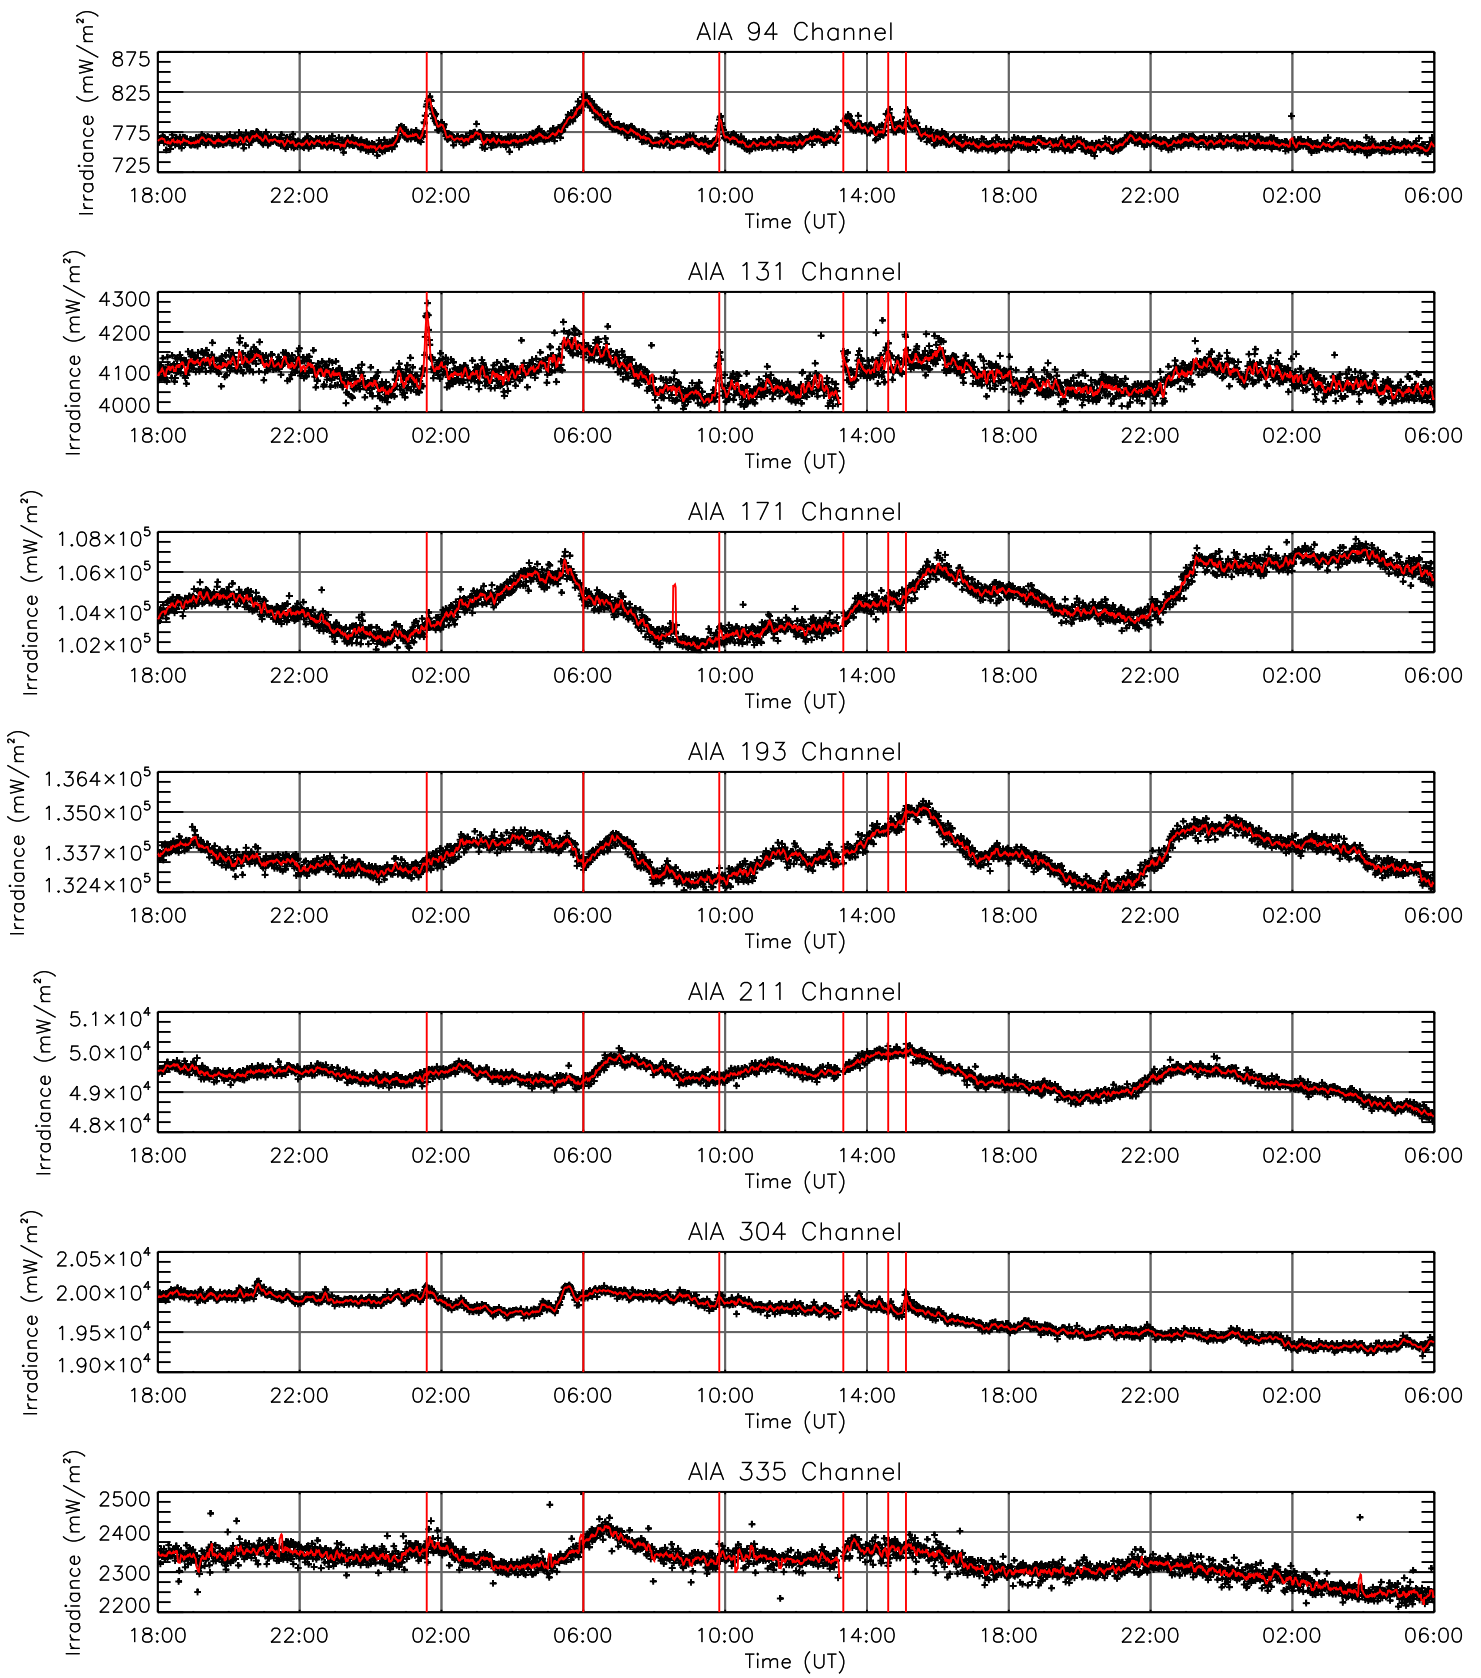 AIA 94 Channel
Irradiance (mW/m²)
875
825
775
725
18:00 22:00 02:00 06:00 10:00 14:00 18:00 22:00 02:00 06:00
Time (UT)
AIA 131 Channel
Irradiance (mW/m²)
4300
4200
4100
4000
18:00 22:00 02:00 06:00 10:00 14:00 18:00 22:00 02:00 06:00
Time (UT)
AIA 171 Channel
Irradiance (mW/m²)
1.08×10⁵
1.06×10⁵
1.04×10⁵
1.02×10⁵
18:00 22:00 02:00 06:00 10:00 14:00 18:00 22:00 02:00 06:00
Time (UT)
AIA 193 Channel
Irradiance (mW/m²)
1.364×10⁵
1.350×10⁵
1.337×10⁵
1.324×10⁵
18:00 22:00 02:00 06:00 10:00 14:00 18:00 22:00 02:00 06:00
Time (UT)
AIA 211 Channel
Irradiance (mW/m²)
5.1×10⁴
5.0×10⁴
4.9×10⁴
4.8×10⁴
18:00 22:00 02:00 06:00 10:00 14:00 18:00 22:00 02:00 06:00
Time (UT)
AIA 304 Channel
Irradiance (mW/m²)
2.05×10⁴
2.00×10⁴
1.95×10⁴
1.90×10⁴
18:00 22:00 02:00 06:00 10:00 14:00 18:00 22:00 02:00 06:00
Time (UT)
AIA 335 Channel
Irradiance (mW/m²)
2500
2400
2300
2200
18:00 22:00 02:00 06:00 10:00 14:00 18:00 22:00 02:00 06:00
Time (UT)